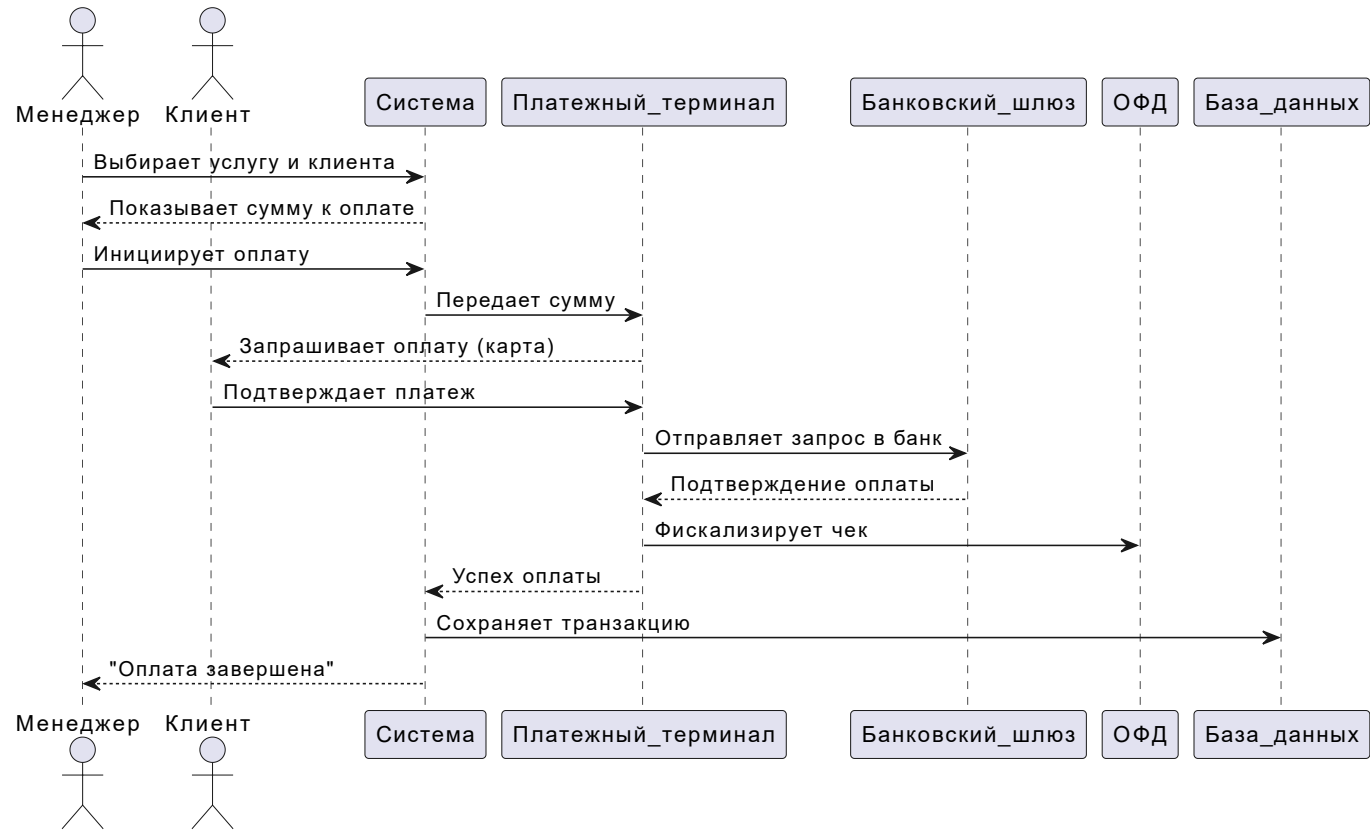 Менеджер
Клиент
Система
Платежный_терминал
Банковский_шлюз
ОФД
База_данных
Выбирает услугу и клиента
Показывает сумму к оплате
Инициирует оплату
Передает сумму
Запрашивает оплату (карта)
Подтверждает платеж
Отправляет запрос в банк
Подтверждение оплаты
Фискализирует чек
Успех оплаты
Сохраняет транзакцию
"Оплата завершена"
Менеджер
Клиент
Система
Платежный_терминал
Банковский_шлюз
ОФД
База_данных